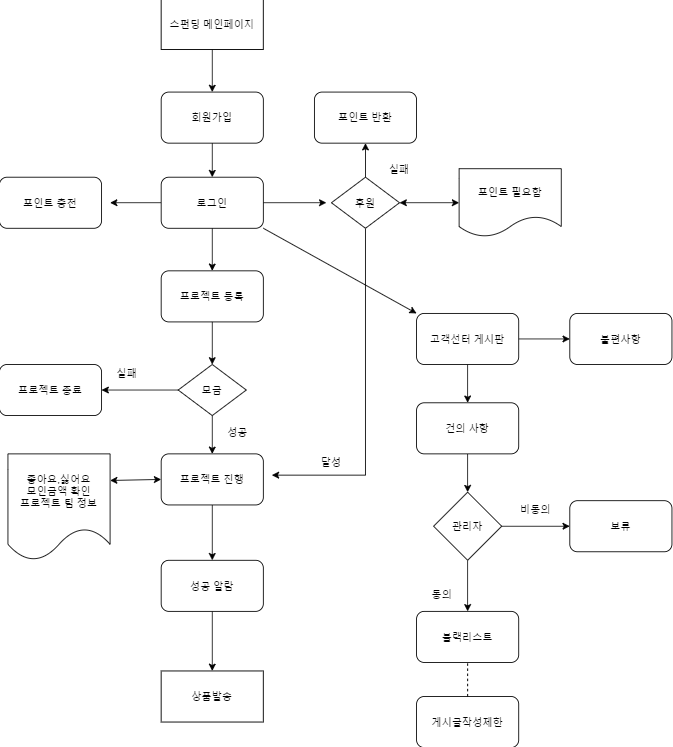 스펀딩 메인페이지
회원가입
포인트 반환
실패
포인트 충전
로그인
후원
포인트 필요함
프로젝트 등록
고객선터 게시판
불편사항
실패
프로젝트 종료
모금
성공
건의 사항
달성
좋아요,싫어요
모인금액 확인
프로젝트 팀 정보
프로젝트 진행
비동의
관리자
보류
성공 알람
동의
블랙리스트
상품발송
게시글작성제한